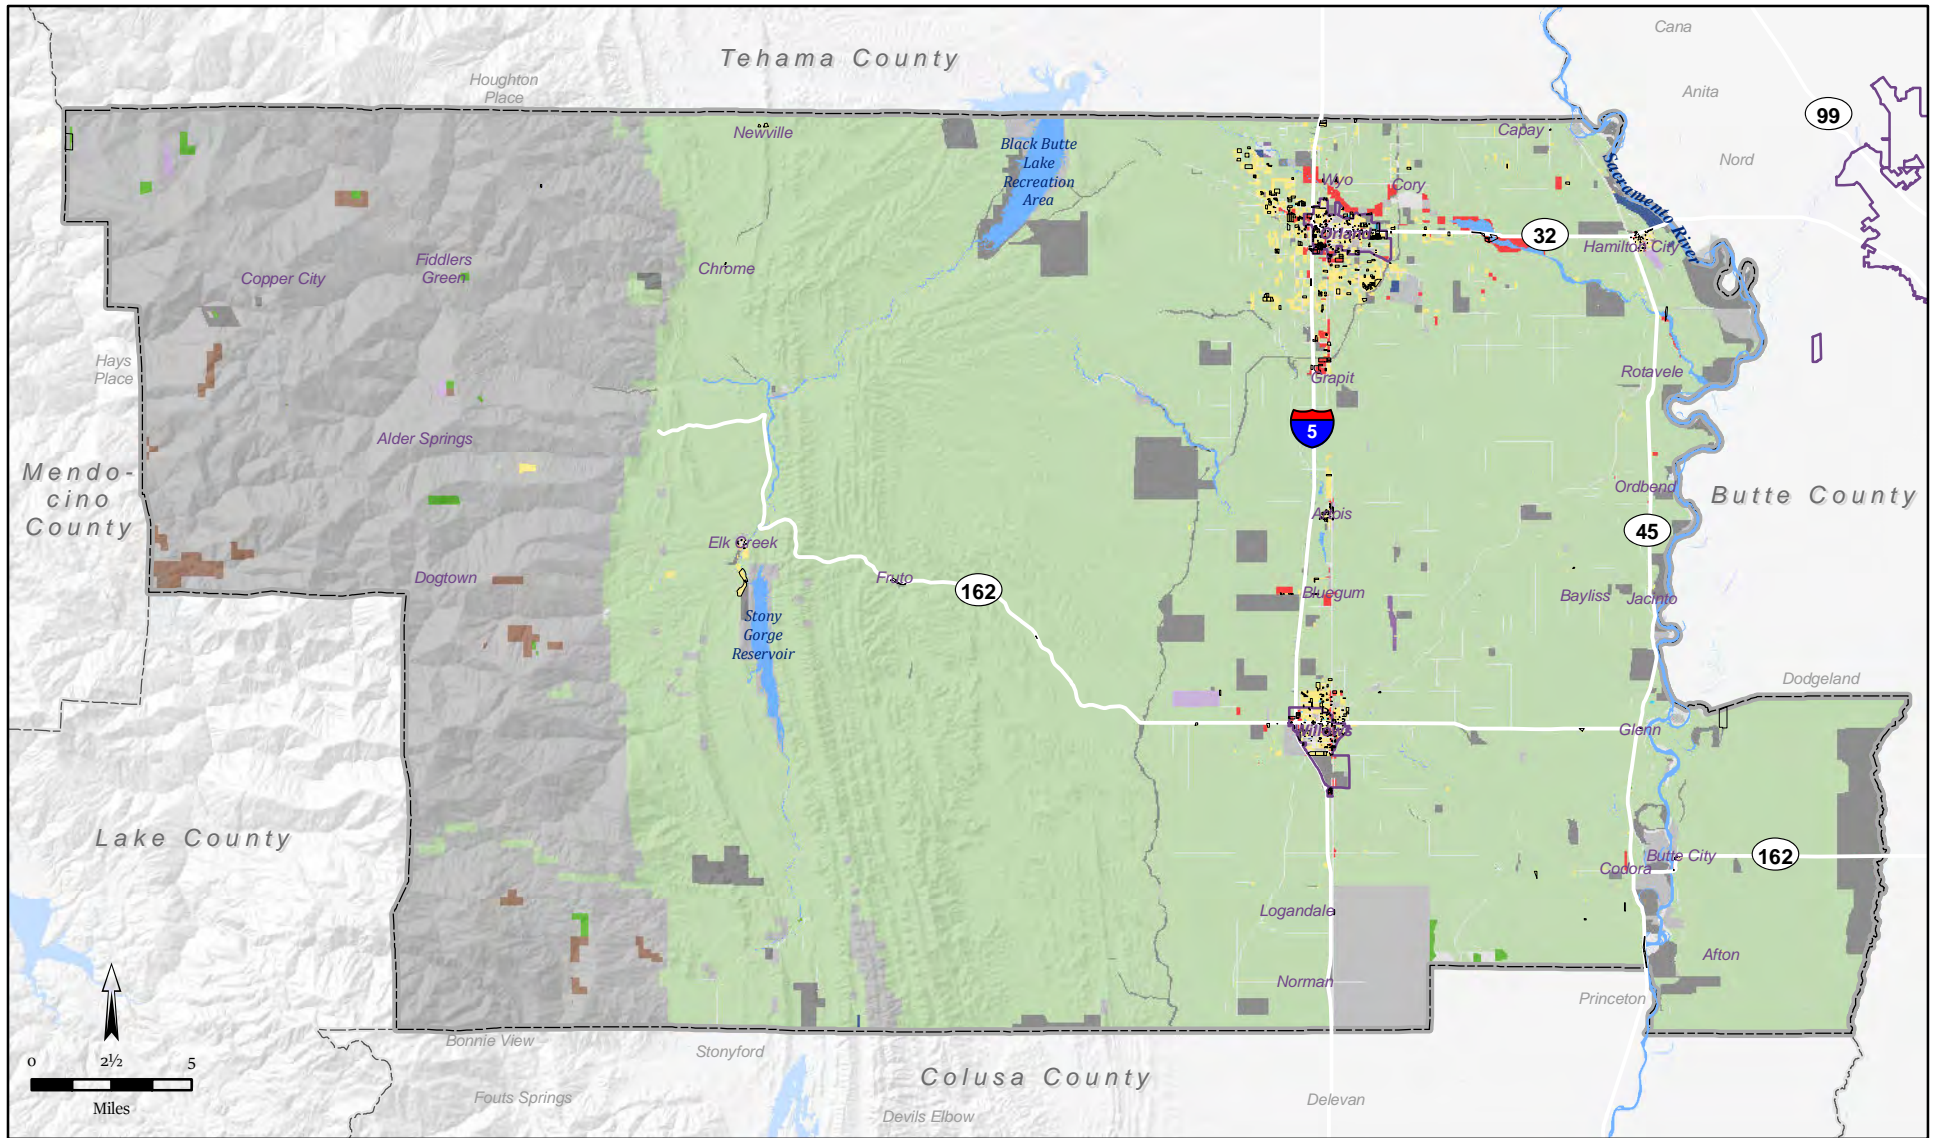 Cana
Tehama County
Houghton
Place
Anita
99
Newville
Capay
Black Butte
Lake
Recreation
Area
Nord
Sacramento River
Wyo
Cory
Orland
32
Hamilton City
Fiddlers
Green
Copper City
Chrome
Hays
Place
Rotavele
Grapit
5
Alder Springs
Mendo-
cino
County
Ordbend
Butte County
Artois
45
Elk Creek
Dogtown
Fruto
162
Bluegum
Bayliss
Jacinto
Stony
Gorge
Reservoir
Dodgeland
Willows
Glenn
Lake County
Butte City
162
Codora
Logandale
Afton
Norman
Princeton
Bonnie View
Stonyford
0
2½
5
Miles
Colusa County
Fouts Springs
Delevan
Devils Elbow